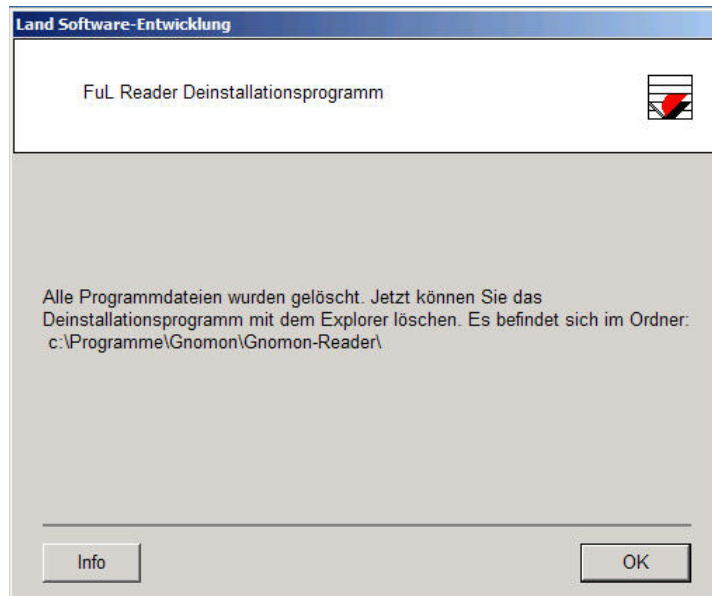 Land Software-Entwicklung
FuL Reader Deinstallationsprogramm
Alle Programmdateien wurden gelöscht. Jetzt können Sie das
Deinstallationsprogramm mit dem Explorer löschen. Es befindet sich im Ordner:
c:\Programme\Gnomon\Gnomon-Reader\
Info
OK